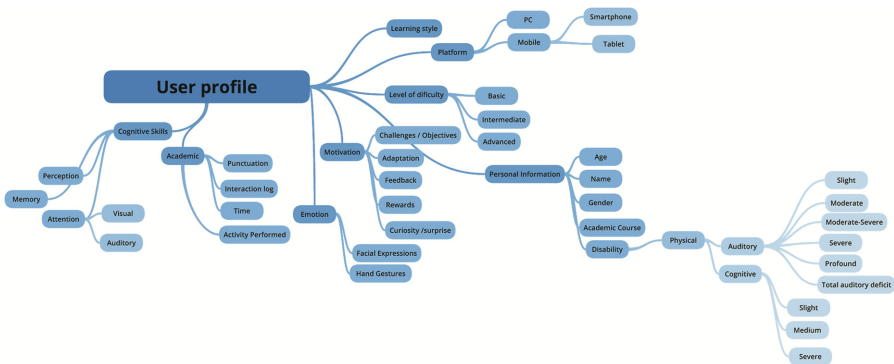 User profile
Learning style
Platform
PC
Mobile
Smartphone
Tablet
Level of dificulty
Basic
Intermediate
Advanced
Cognitive Skills
Perception
Memory
Attention
Visual
Auditory
Academic
Punctuation
Interaction log
Time
Activity Performed
Motivation
Challenges / Objectives
Adaptation
Feedback
Rewards
Curiosity /surprise
Emotion
Facial Expressions
Hand Gestures
Personal Information
Age
Name
Gender
Academic Course
Disability
Physical
Auditory
Slight
Moderate
Moderate-Severe
Severe
Profound
Total auditory deficit
Cognitive
Slight
Medium
Severe